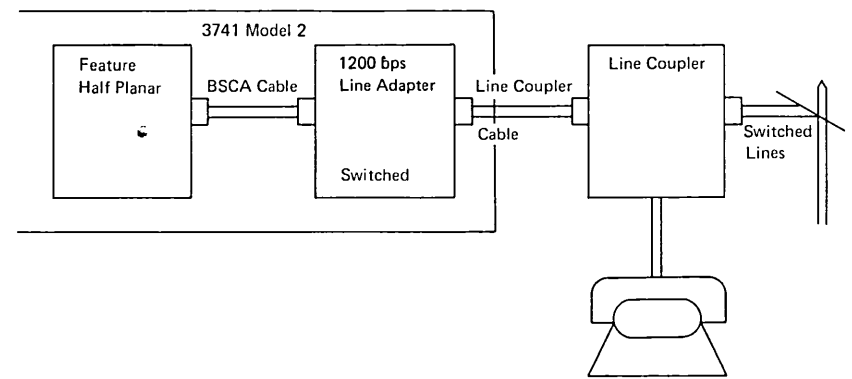 3741 Model 2
Feature
Half Planar
BSCA Cable
1200 bps
Line Adapter
Switched
Line Coupler
Cable
Line Coupler
Switched
Lines